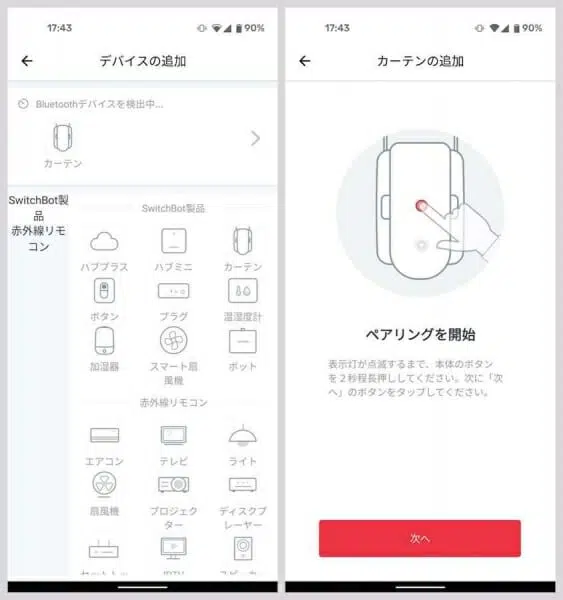 17:43
90%
デバイスの追加
Bluetoothデバイスを検出中...
カーテン
SwitchBot製
品
赤外線リモ
コン
SwitchBot製品
ハブプラス
ハブミニ
カーテン
ボタン
プラグ
温湿度計
加湿器
スマート扇
風機
ボット
赤外線リモコン
エアコン
テレビ
ライト
扇風機
プロジェク
ター
ディスクプ
レーヤー
17:43
90%
カーテンの追加
ペアリングを開始
表示灯が点滅するまで、本体のボタン
を２秒程長押ししてください。次に「次
へ」のボタンをタップしてください。
次へ